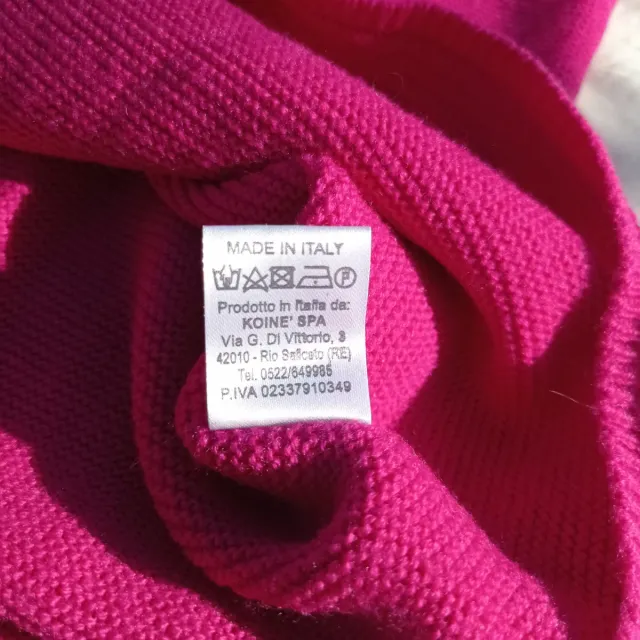 MADE IN ITALY
P
Prodotto in Italia da:
KOINE' SPA
Via G. Di Vittorio, 3
42010 - Rio Saliceto (RE)
Tel. 0522/649985
P.IVA 02337910349